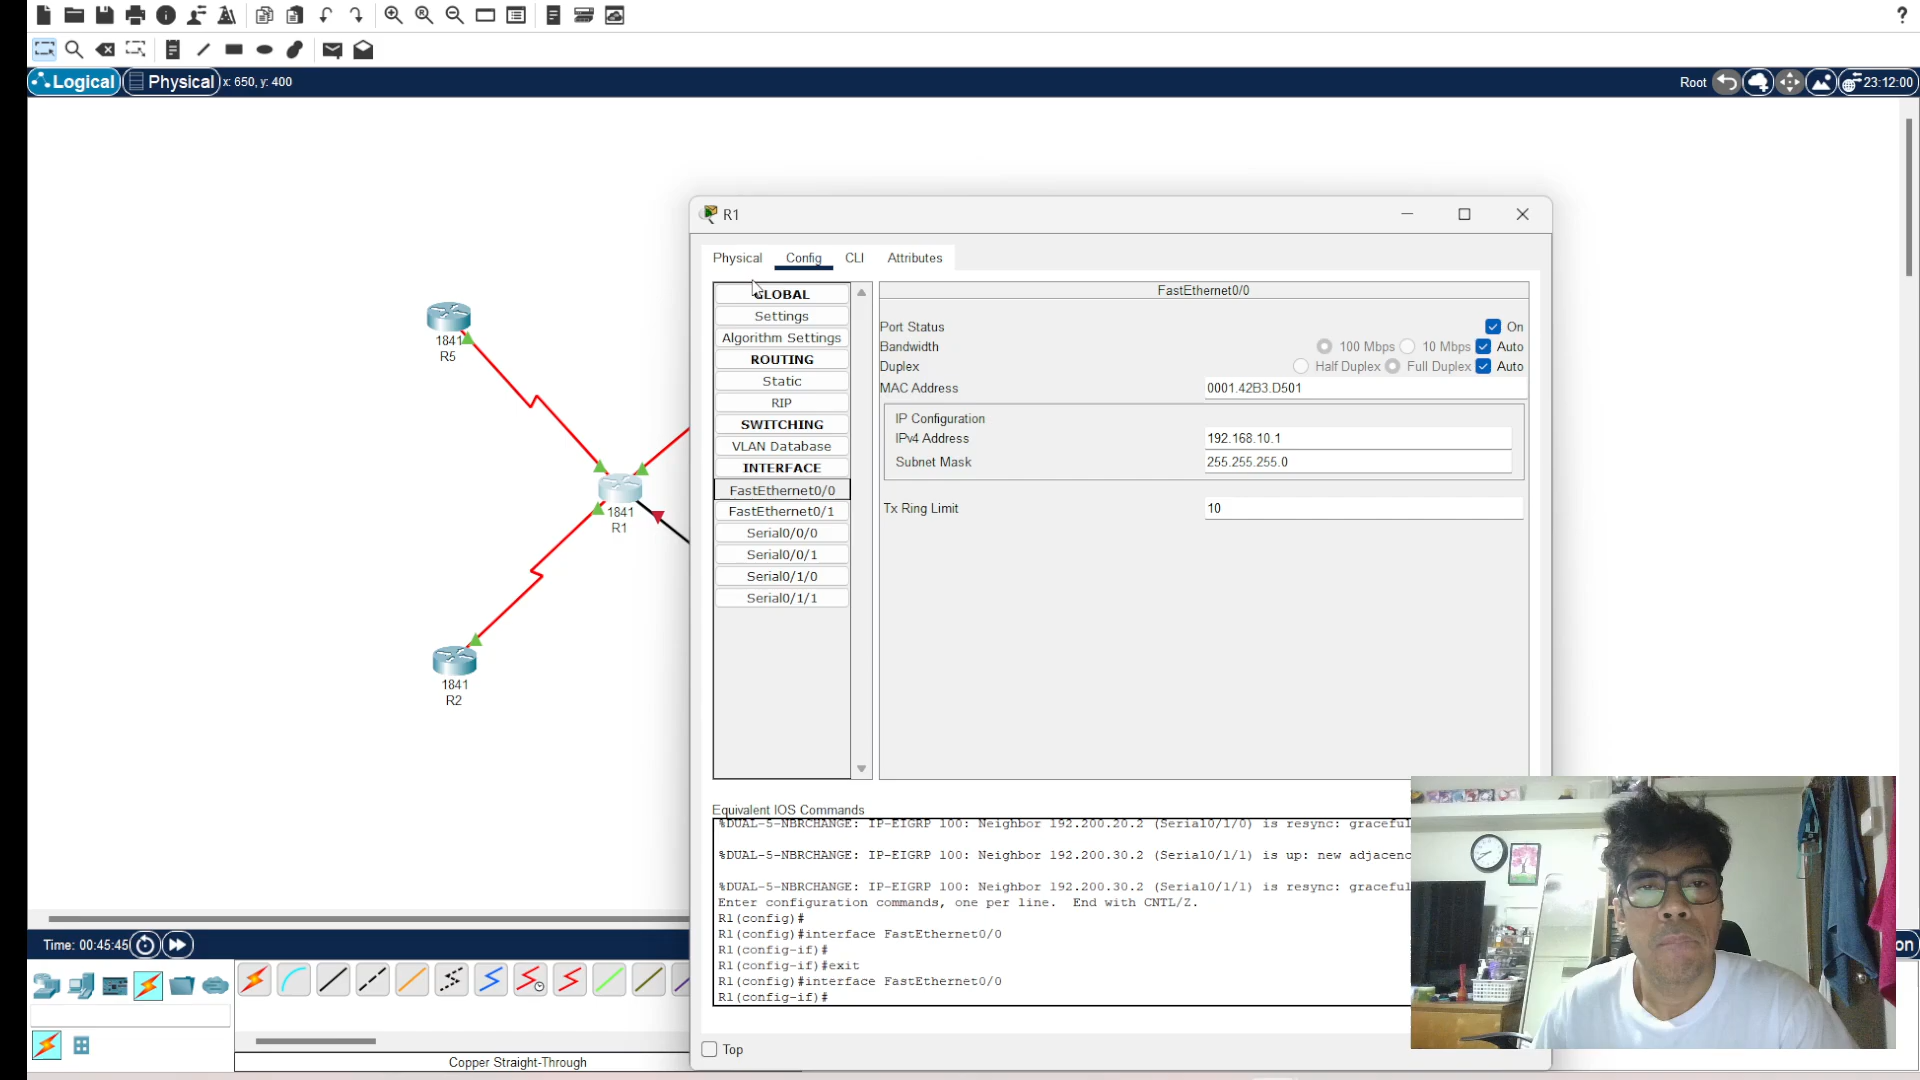 ?
Logical
Physical
x: 650, y: 400
Root
23:12:00
1841
R5
1841
R1
1841
R2
R1
Physical
Config
CLI
Attributes
GLOBAL
Settings
Algorithm Settings
ROUTING
Static
RIP
SWITCHING
VLAN Database
INTERFACE
FastEthernet0/0
FastEthernet0/1
Serial0/0/0
Serial0/0/1
Serial0/1/0
Serial0/1/1
FastEthernet0/0
Port Status
On
Bandwidth
100 Mbps
10 Mbps
Auto
Duplex
Half Duplex
Full Duplex
Auto
MAC Address
0001.42B3.D501
IP Configuration
IPv4 Address
192.168.10.1
Subnet Mask
255.255.255.0
Tx Ring Limit
10
Equivalent IOS Commands
%DUAL-5-NBRCHANGE: IP-EIGRP 100: Neighbor 192.200.20.2 (Serial0/1/0) is resync: graceful
%DUAL-5-NBRCHANGE: IP-EIGRP 100: Neighbor 192.200.30.2 (Serial0/1/1) is up: new adjacenc
%DUAL-5-NBRCHANGE: IP-EIGRP 100: Neighbor 192.200.30.2 (Serial0/1/1) is resync: graceful
Enter configuration commands, one per line.  End with CNTL/Z.
R1(config)#
R1(config)#interface FastEthernet0/0
R1(config-if)#
R1(config-if)#exit
R1(config)#interface FastEthernet0/0
R1(config-if)#
Top
Time: 00:45:45
on
Copper Straight-Through